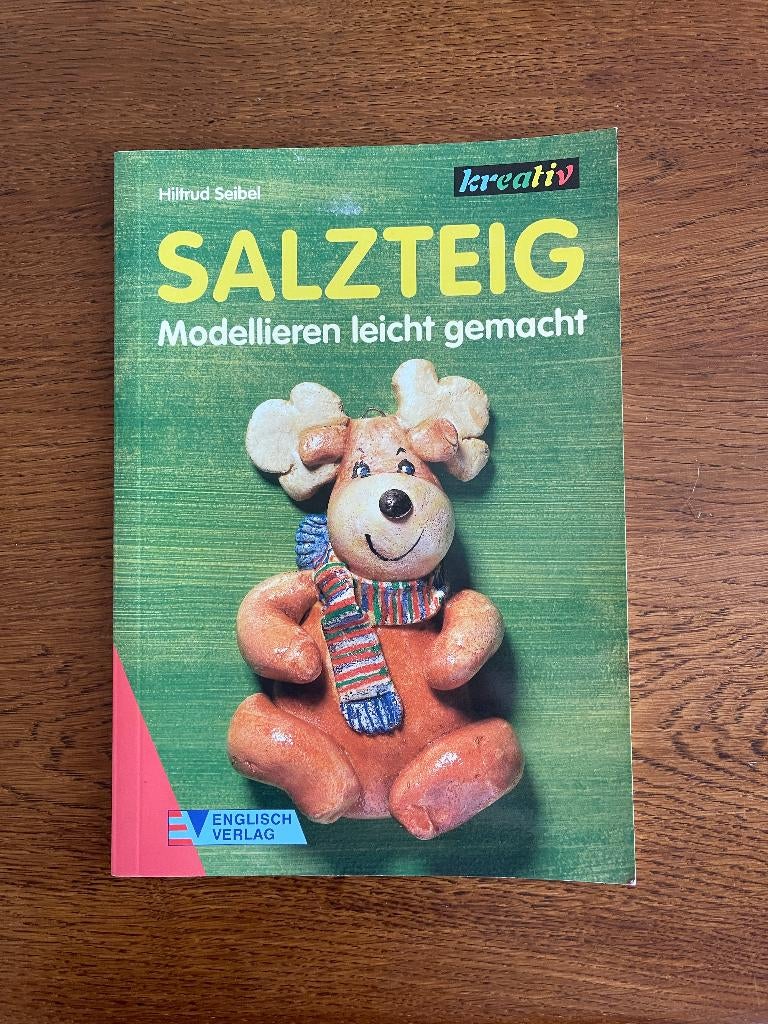 Hiltrud Seibel
kreativ
SALZTEIG
Modellieren leicht gemacht
ENGLISCH
VERLAG